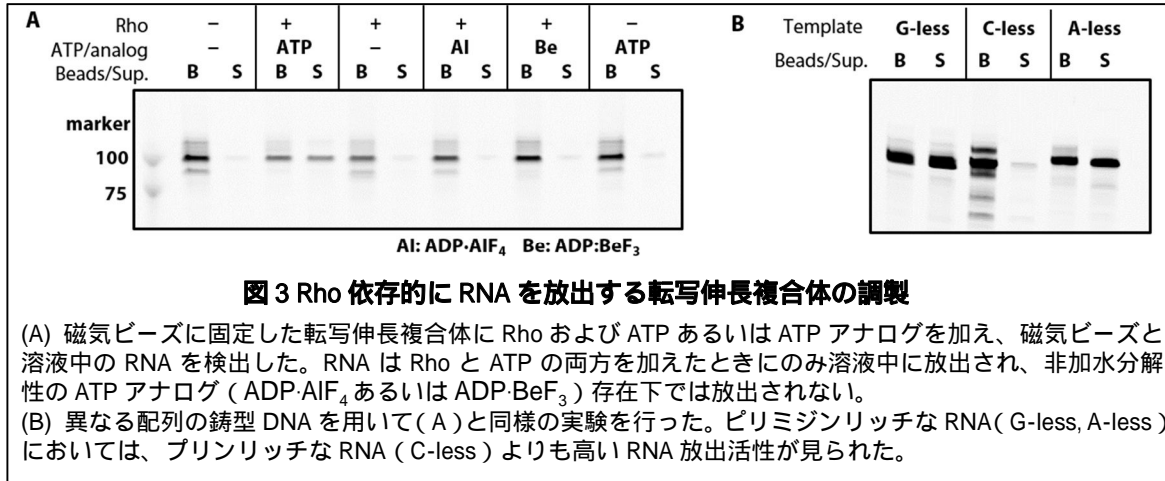 A
Rho - + + + + -
ATP/analog - ATP - Al Be ATP
Beads/Sup. B S B S B S B S B S B S
marker
100
75
Al: ADP·AlF4 Be: ADP:BeF3
B
Template G-less C-less A-less
Beads/Sup. B S B S B S
図 3 Rho 依存的に RNA を放出する転写伸長複合体の調製
(A) 磁気ビーズに固定した転写伸長複合体に Rho および ATP あるいは ATP アナログを加え、磁気ビーズと
溶液中の RNA を検出した。RNA は Rho と ATP の両方を加えたときにのみ溶液中に放出され、非加水分解
性の ATP アナログ(ADP·AlF4 あるいは ADP·BeF3)存在下では放出されない。
(B) 異なる配列の鋳型 DNA を用いて(A)と同様の実験を行った。ピリミジンリッチな RNA(G-less, A-less)
においては、プリンリッチな RNA(C-less)よりも高い RNA 放出活性が見られた。